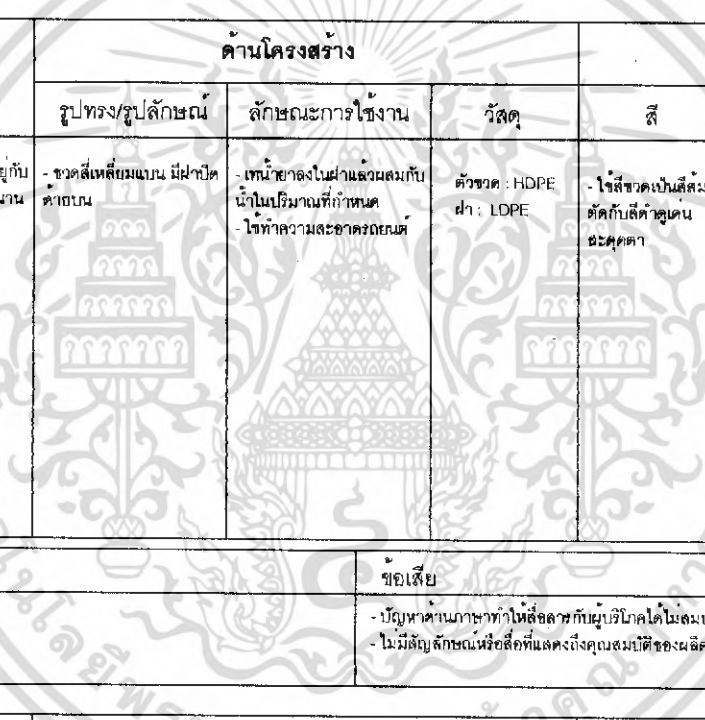 ด้านโครงสร้าง
รูปทรง/รูปลักษณ์ ลักษณะการใช้งาน วัสดุ สี
- ขวดสี่เหลี่ยมแบน มีฝาปิด
ด้ายบน
- เทน้ำยาลงในฝาแล้วผสมกับ
น้ำในปริมาณที่กำหนด
- ใช้ทำความสะอาดรถยนต์
ตัวขวด : HDPE
ฝา : LDPE
- ใช้สีขวดเป็นสีส้ม
ตัดกับสีดำดูเด่น
สะดุดตา
ข้อเสีย
- ปัญหาด้านภาษาทำให้สื่อสารกับผู้บริโภคได้ไม่สม
- ไม่มีสัญลักษณ์หรือสื่อที่แสดงถึงคุณสมบัติของผลิต